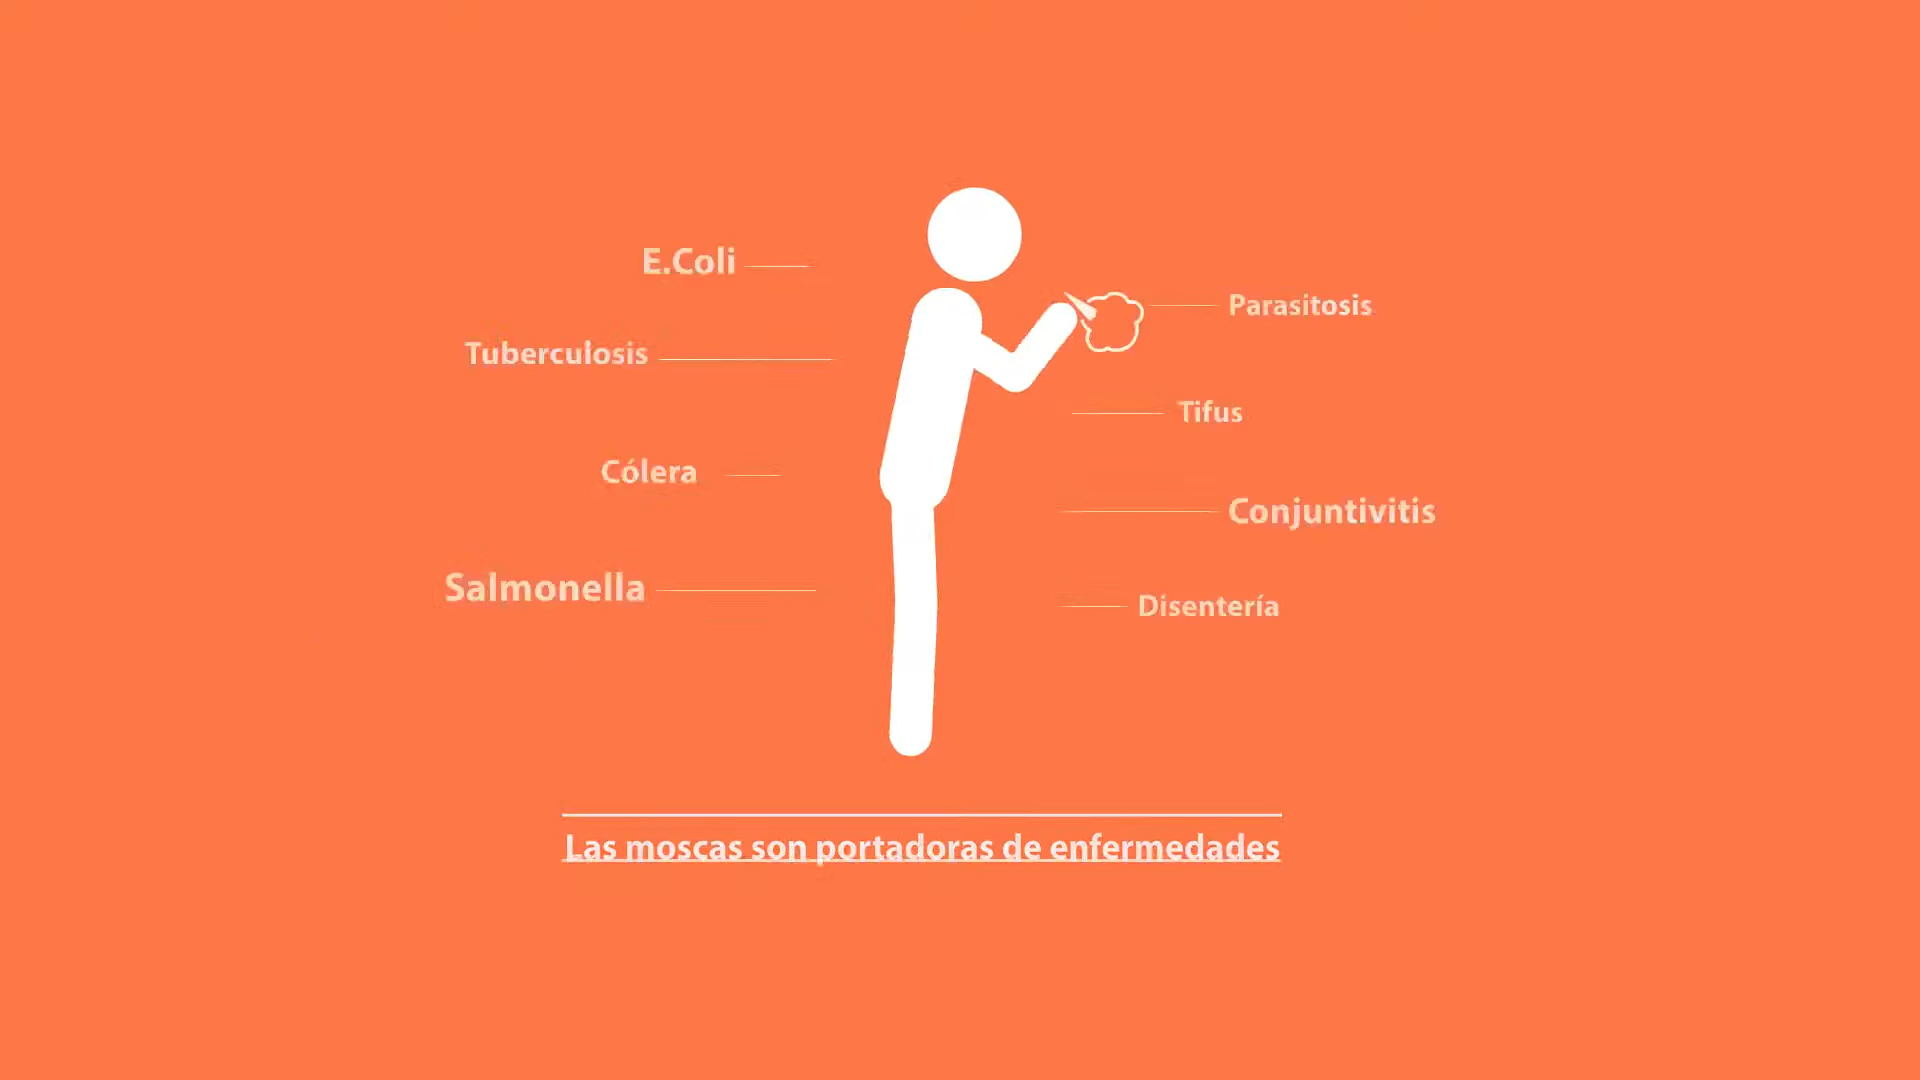 E.Coli
Tuberculosis
Cólera
Salmonella
Parasitosis
Tifus
Conjuntivitis
Disentería
Las moscas son portadoras de enfermedades